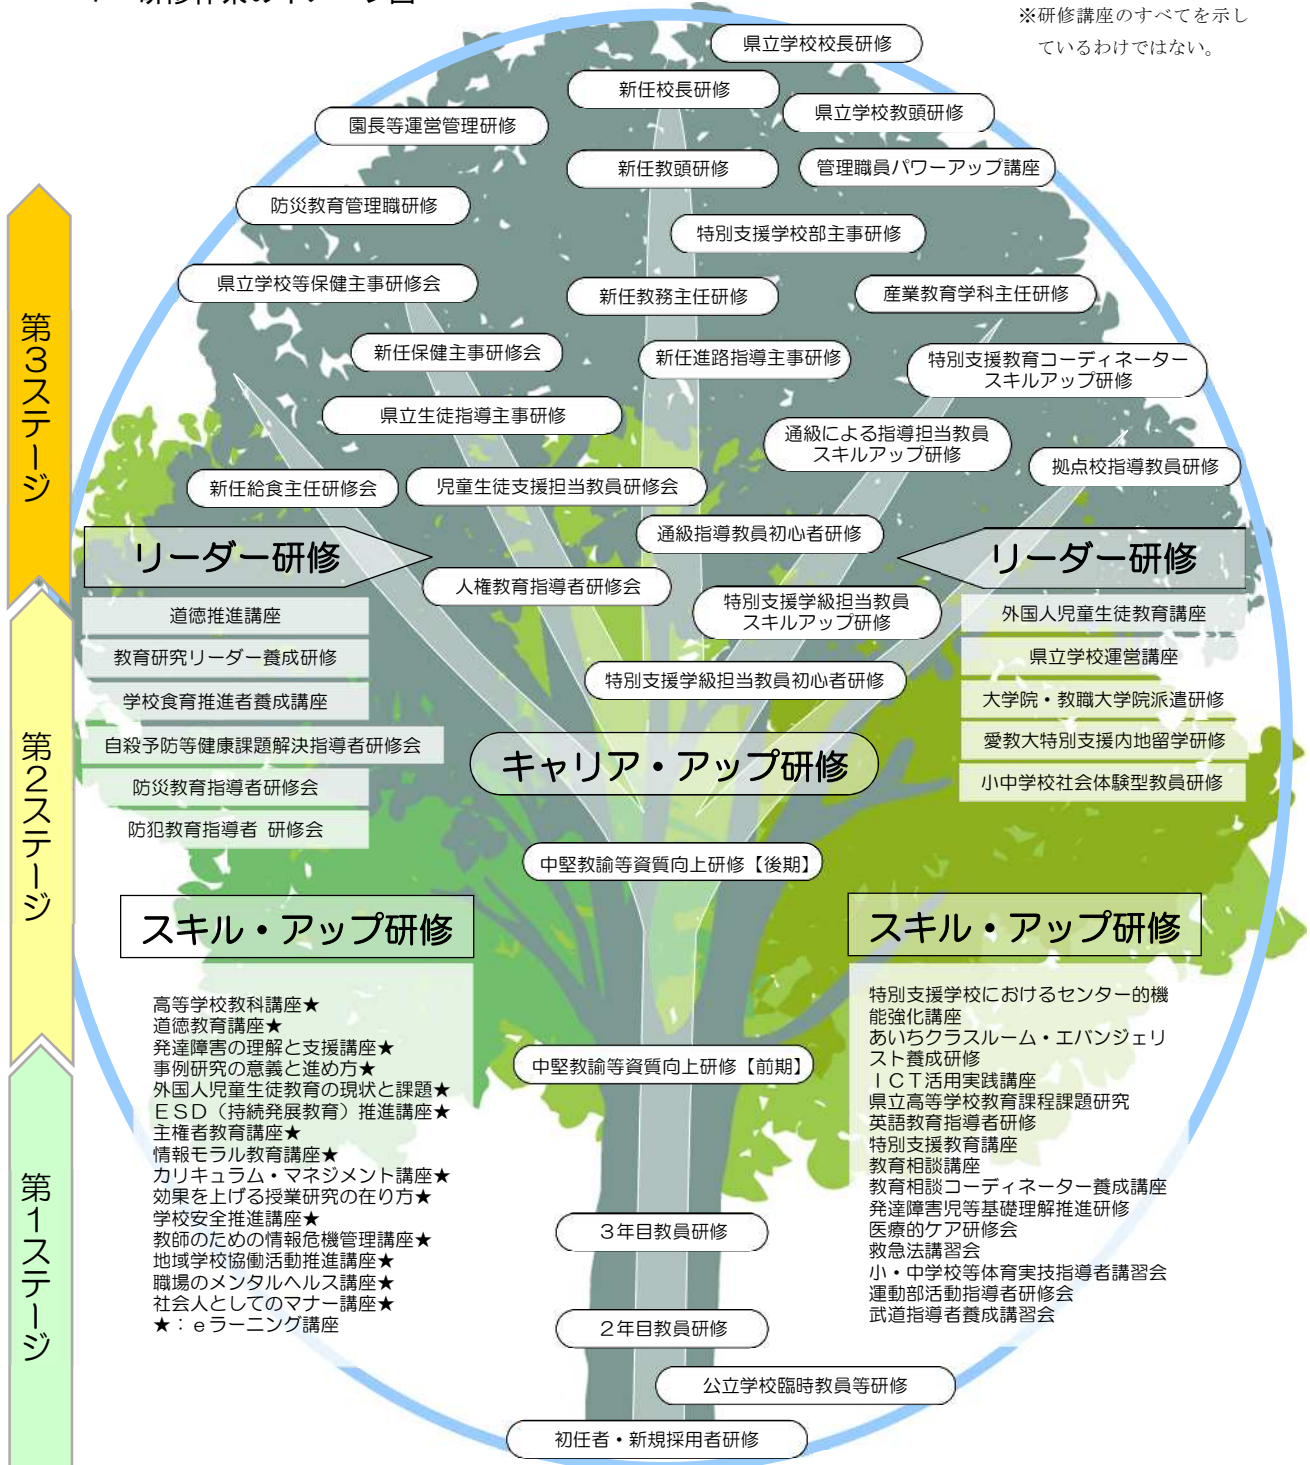 ※研修講座のすべてを示し
ているわけではない。
県立学校校長研修
新任校長研修
県立学校教頭研修
園長等運営管理研修
新任教頭研修
管理職員パワーアップ講座
防災教育管理職研修
特別支援学校部主事研修
県立学校等保健主事研修会
新任教務主任研修
産業教育学科主任研修
新任保健主事研修会
新任進路指導主事研修
特別支援教育コーディネーター
スキルアップ研修
県立生徒指導主事研修
通級による指導担当教員
スキルアップ研修
拠点校指導教員研修
新任給食主任研修会
児童生徒支援担当教員研修会
通級指導教員初心者研修
人権教育指導者研修会
特別支援学級担当教員
スキルアップ研修
特別支援学級担当教員初心者研修
第3ステージ
第2ステージ
第1ステージ
リーダー研修
道徳推進講座
教育研究リーダー養成研修
学校食育推進者養成講座
自殺予防等健康課題解決指導者研修会
防災教育指導者研修会
防犯教育指導者 研修会
リーダー研修
外国人児童生徒教育講座
県立学校運営講座
大学院・教職大学院派遣研修
愛教大特別支援内地留学研修
小中学校社会体験型教員研修
キャリア・アップ研修
中堅教諭等資質向上研修【後期】
スキル・アップ研修
高等学校教科講座★
道徳教育講座★
発達障害の理解と支援講座★
事例研究の意義と進め方★
外国人児童生徒教育の現状と課題★
ESD（持続発展教育）推進講座★
主権者教育講座★
情報モラル教育講座★
カリキュラム・マネジメント講座★
効果を上げる授業研究の在り方★
学校安全推進講座★
教師のための情報危機管理講座★
地域学校協働活動推進講座★
職場のメンタルヘルス講座★
社会人としてのマナー講座★
★：eラーニング講座
スキル・アップ研修
特別支援学校におけるセンター的機
能強化講座
あいちクラスルーム・エバンジェリ
スト養成研修
ICT活用実践講座
県立高等学校教育課程課題研究
英語教育指導者研修
特別支援教育講座
教育相談講座
教育相談コーディネーター養成講座
発達障害児等基礎理解推進研修
医療的ケア研修会
救急法講習会
小・中学校等体育実技指導者講習会
運動部活動指導者研修会
武道指導者養成講習会
中堅教諭等資質向上研修【前期】
3年目教員研修
2年目教員研修
公立学校臨時教員等研修
初任者・新規採用者研修